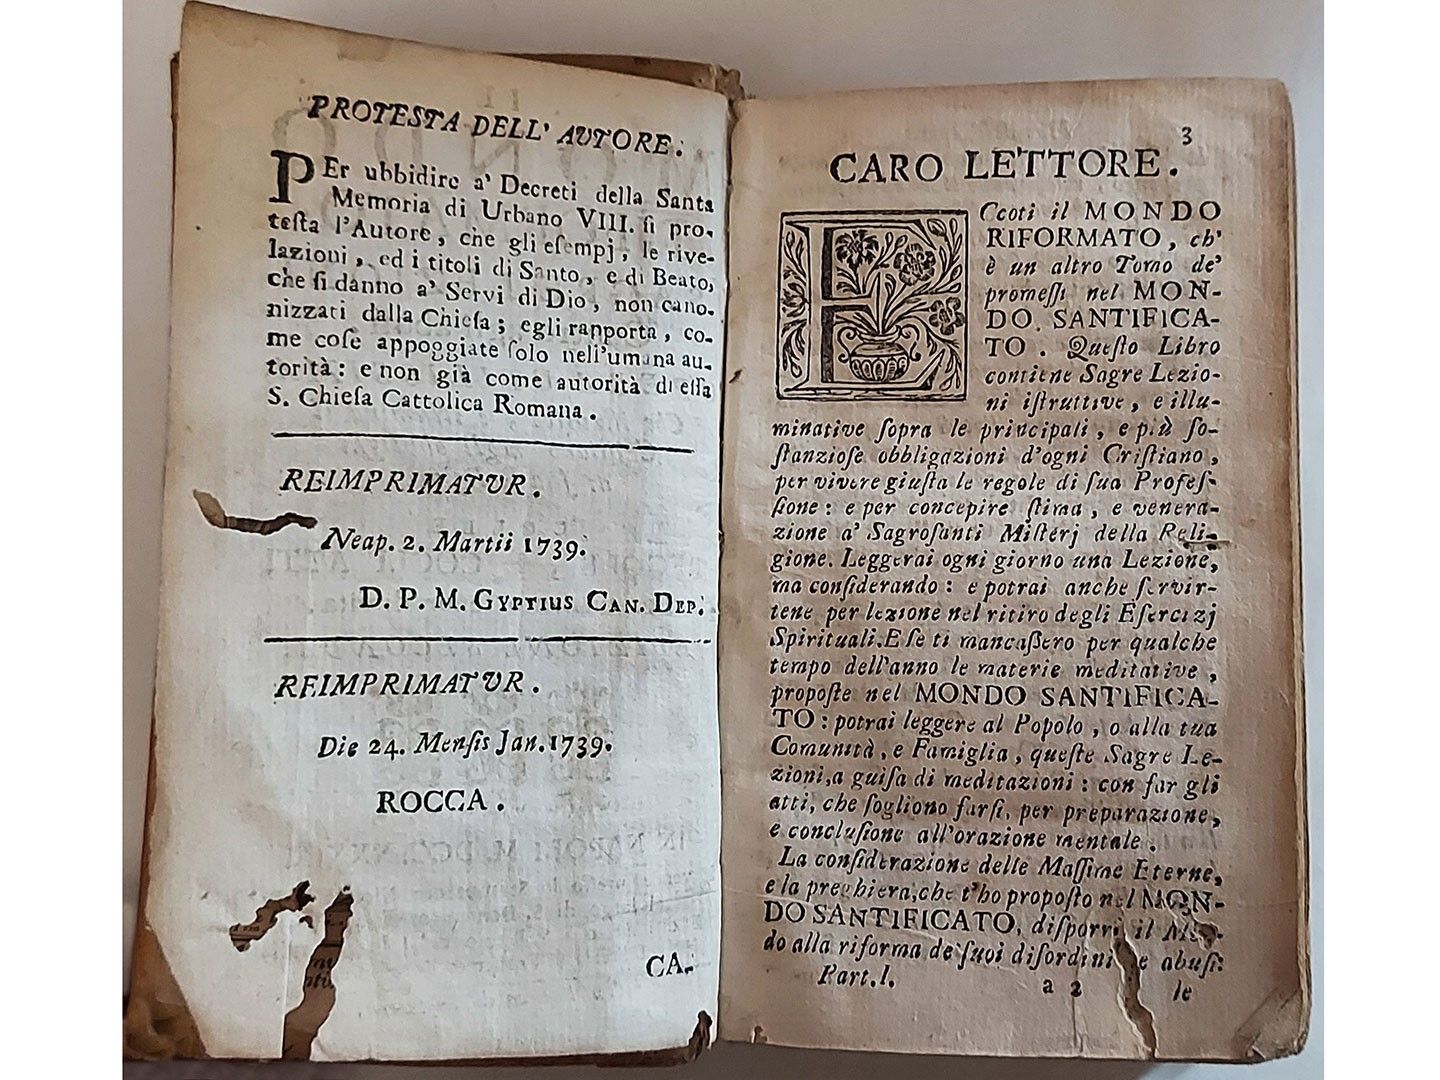 PROTESTA DELL' AUTORE.
PEr ubbidire a' Decreti della Santa
Memoria di Urbano VIII. ſi pro-
teſta l'Autore, che gli eſempj, le rive-
lazioni, ed i titoli di Santo, e di Beato,
che ſi danno a' Servi di Dio, non cano-
nizzati dalla Chieſa; egli rapporta, co-
me coſe appoggiate ſolo nell'umana au-
torità: e non già come autorità di eſſa
S. Chieſa Cattolica Romana.
REIMPRIMATVR.
Neap. 2. Martii 1739.
D. P. M. GYPTIUS CAN. DEP.
REIMPRIMATVR.
Die 24. Menſis Jan. 1739.
ROCCA.
CA-
3
CARO LETTORE.
ECcoti il MONDO
RIFORMATO, ch'
è un altro Tomo de'
promeſſi nel MON-
DO SANTIFICA-
TO. Queſto Libro
contiene Sagre Lezio-
ni iſtruttive, e illu-
minative ſopra le principali, e più ſo-
ſtanzioſe obbligazioni d'ogni Criſtiano,
per vivere giuſta le regole di ſua Profeſ-
ſione: e per concepire ſtima, e venera-
zione a' Sagroſanti Miſterj della Reli-
gione. Leggerai ogni giorno una Lezione,
ma conſiderando: e potrai anche ſervir-
tene per lezione nel ritiro degli Eſercizj
Spirituali. E ſe ti mancaſſero per qualche
tempo dell'anno le materie meditative,
propoſte nel MONDO SANTIFICA-
TO: potrai leggere al Popolo, o alla tua
Comunità, e Famiglia, queſte Sagre Le-
zioni, a guiſa di meditazioni: con far gli
atti, che ſogliono farſi, per preparazione,
e concluſione all'orazione mentale.
La conſiderazione delle Maſſime Eterne,
e la preghiera, che t'ho propoſto nel MON-
DO SANTIFICATO, diſporrà il Mon-
do alla riforma de' ſuoi diſordini e abuſi:
Part. I. a 2 le